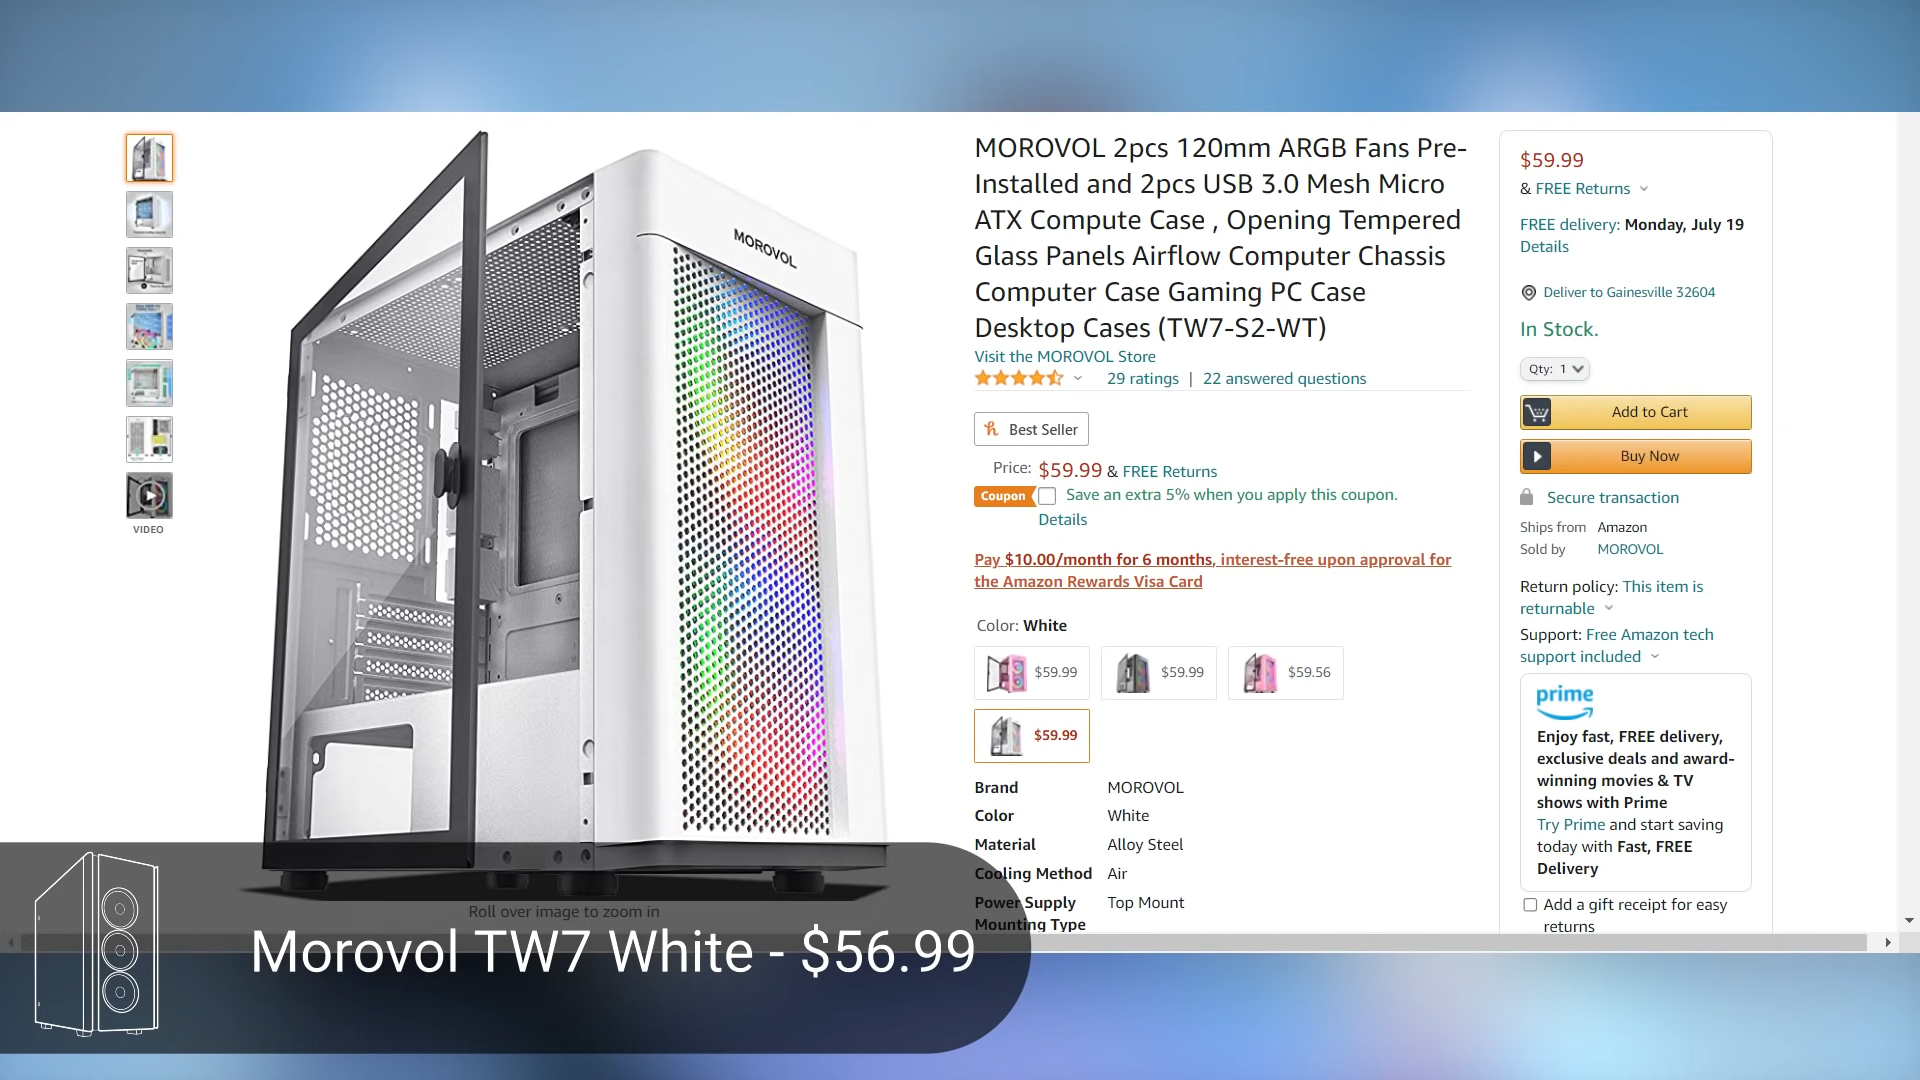 MOROVOL
VIDEO
Roll over image to zoom in
MOROVOL 2pcs 120mm ARGB Fans Pre-
Installed and 2pcs USB 3.0 Mesh Micro
ATX Compute Case , Opening Tempered
Glass Panels Airflow Computer Chassis
Computer Case Gaming PC Case
Desktop Cases (TW7-S2-WT)
Visit the MOROVOL Store
29 ratings | 22 answered questions
Best Seller
Price: $59.99 & FREE Returns
Coupon Save an extra 5% when you apply this coupon.
Details
Pay $10.00/month for 6 months, interest-free upon approval for
the Amazon Rewards Visa Card
Color: White
$59.99 $59.99 $59.56
$59.99
Brand MOROVOL
Color White
Material Alloy Steel
Cooling Method Air
Power Supply Top Mount
Mounting Type
$59.99
& FREE Returns
FREE delivery: Monday, July 19
Details
Deliver to Gainesville 32604
In Stock.
Qty: 1
Add to Cart
Buy Now
Secure transaction
Ships from Amazon
Sold by MOROVOL
Return policy: This item is
returnable
Support: Free Amazon tech
support included
prime
Enjoy fast, FREE delivery,
exclusive deals and award-
winning movies & TV
shows with Prime
Try Prime and start saving
today with Fast, FREE
Delivery
Add a gift receipt for easy
returns
Morovol TW7 White - $56.99